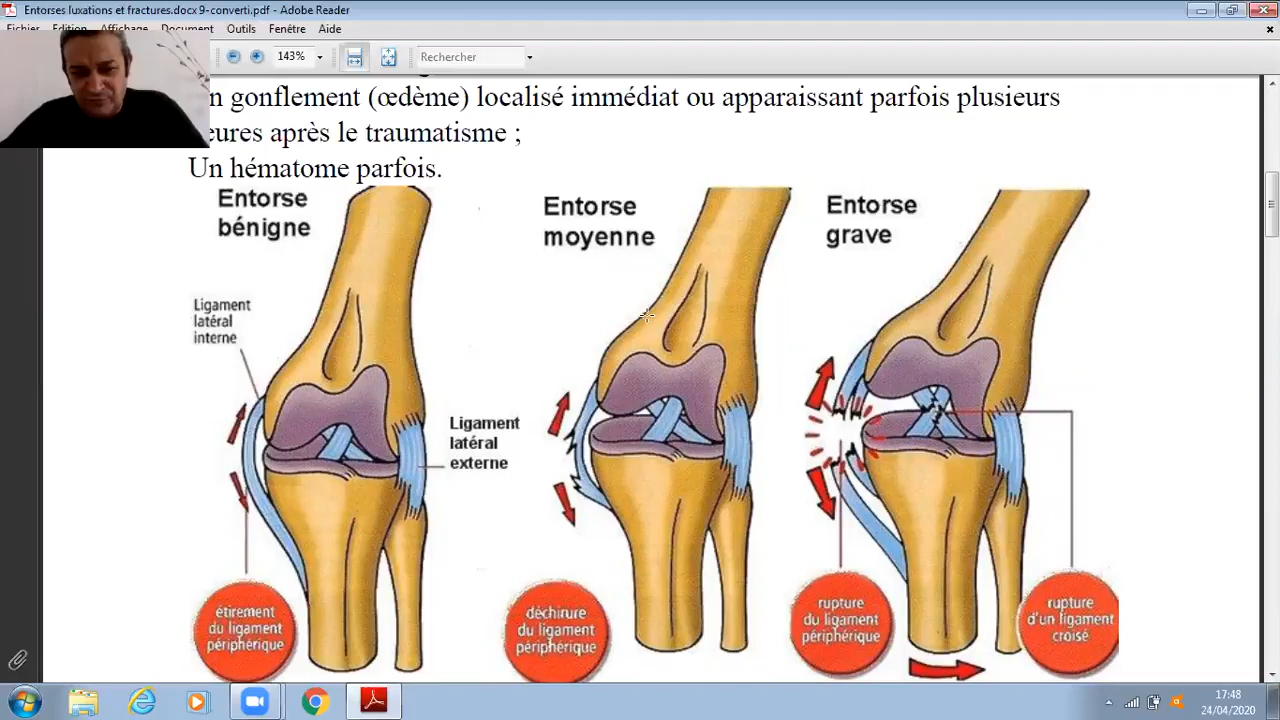 Entorses luxations et fractures.docx 9-converti.pdf - Adobe Reader
Fichier Edition Affichage Document Outils Fenêtre Aide
143%
Rechercher
n gonflement (œdème) localisé immédiat ou apparaissant parfois plusieurs
eures après le traumatisme ;
Un hématome parfois.
Entorse
bénigne
Entorse
moyenne
Entorse
grave
Ligament
latéral
interne
Ligament
latéral
externe
étirement
du ligament
périphérique
déchirure
du ligament
périphérique
rupture
du ligament
périphérique
rupture
d'un ligament
croisé
17:48
24/04/2020